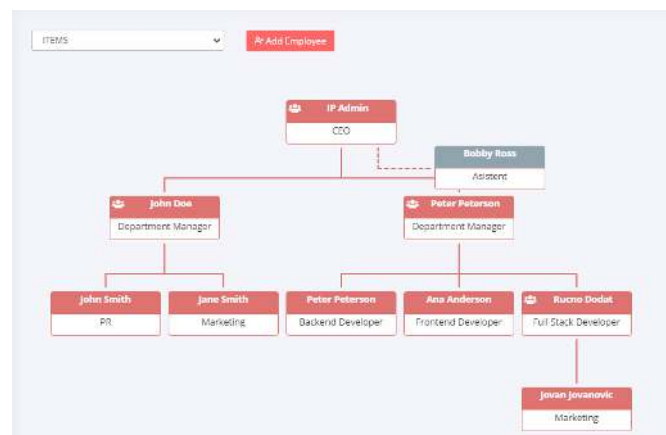 ITEMS
Add Employee
IP Admin
CEO
Bobby Ross
Asistent
John Doe
Department Manager
Peter Peterson
Department Manager
John Smith
PR
Jane Smith
Marketing
Peter Peterson
Backend Developer
Ana Anderson
Frontend Developer
Rucno Dodat
Full Stack Developer
Jovan Jovanovic
Marketing